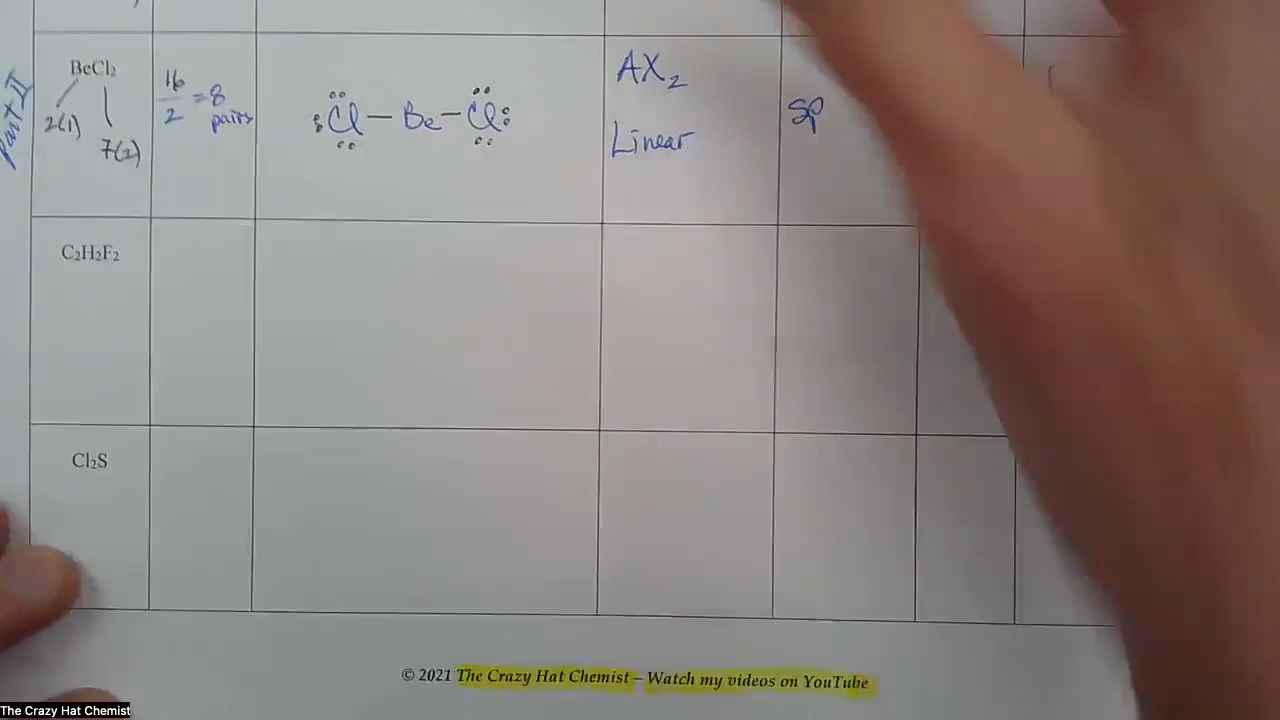 Part II
BeCl₂
2(1)
7(2)
16
2
=8
pairs
Cl — Be — Cl
AX₂
Linear
sp
C₂H₂F₂
Cl₂S
© 2021 The Crazy Hat Chemist – Watch my videos on YouTube
The Crazy Hat Chemist